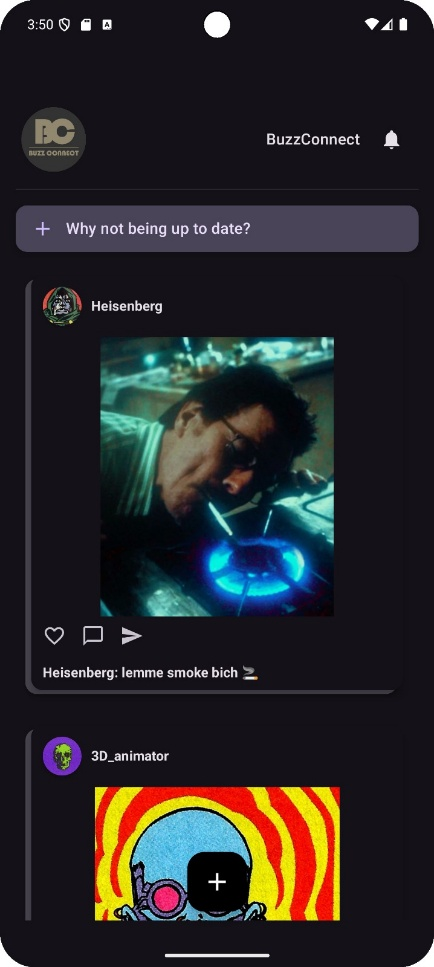 3:50
BC
BUZZ CONNECT
BuzzConnect
Why not being up to date?
Heisenberg
Heisenberg: lemme smoke bich 🚬
3D_animator